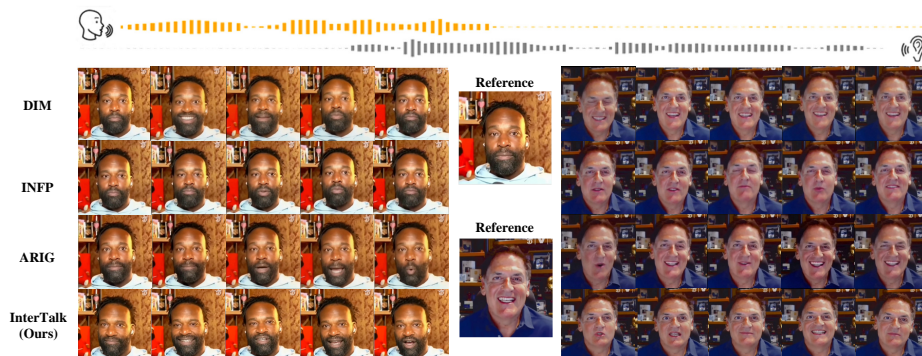 Reference
DIM
INFP
Reference
ARIG
InterTalk
(Ours)